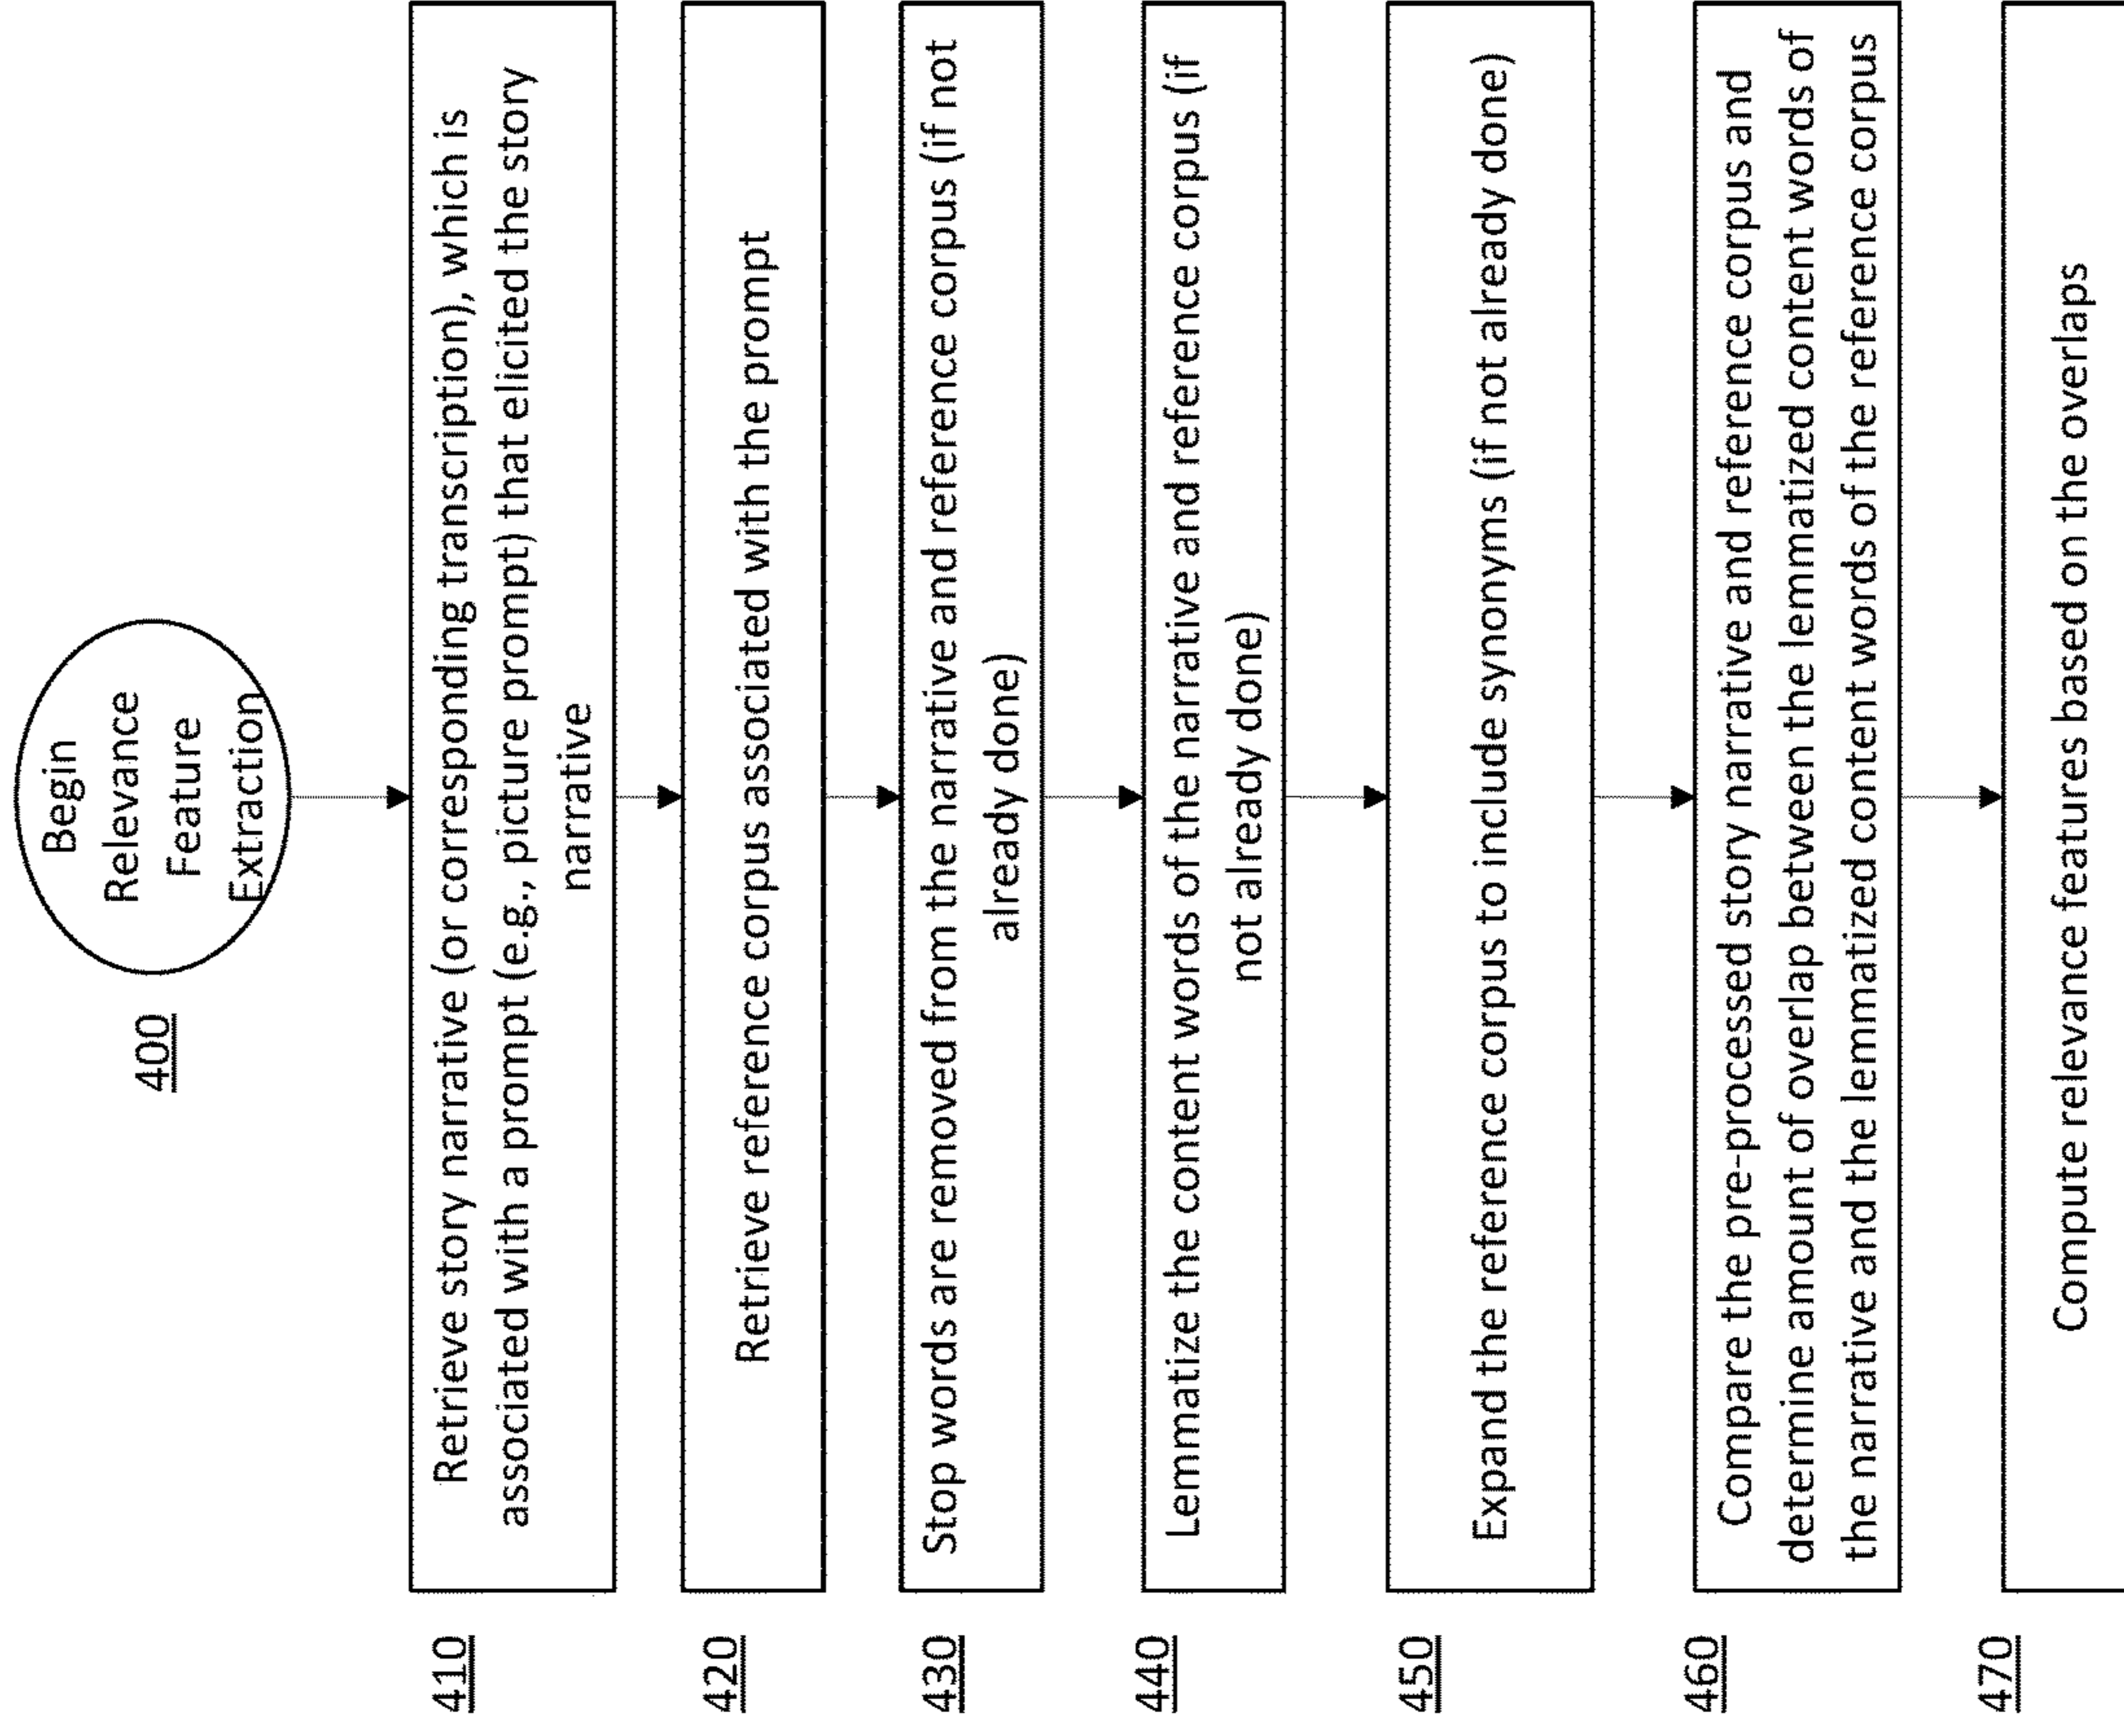 400
Begin
Relevance
Feature
Extraction
410
Retrieve story narrative (or corresponding transcription), which is
associated with a prompt (e.g., picture prompt) that elicited the story
narrative
420
Retrieve reference corpus associated with the prompt
430
Stop words are removed from the narrative and reference corpus (if not
already done)
440
Lemmatize the content words of the narrative and reference corpus (if
not already done)
450
Expand the reference corpus to include synonyms (if not already done)
460
Compare the pre-processed story narrative and reference corpus and
determine amount of overlap between the lemmatized content words of
the narrative and the lemmatized content words of the reference corpus
470
Compute relevance features based on the overlaps